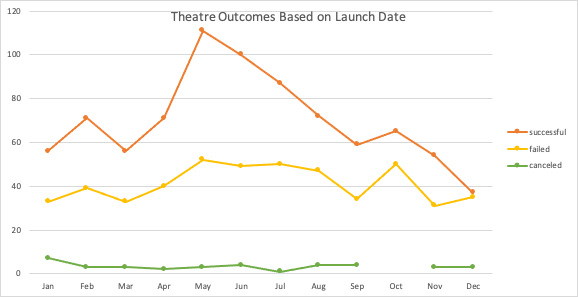 Theatre Outcomes Based on Launch Date
120
100
80
60
40
20
0
Jan Feb Mar Apr May Jun Jul Aug Sep Oct Nov Dec
successful
failed
canceled